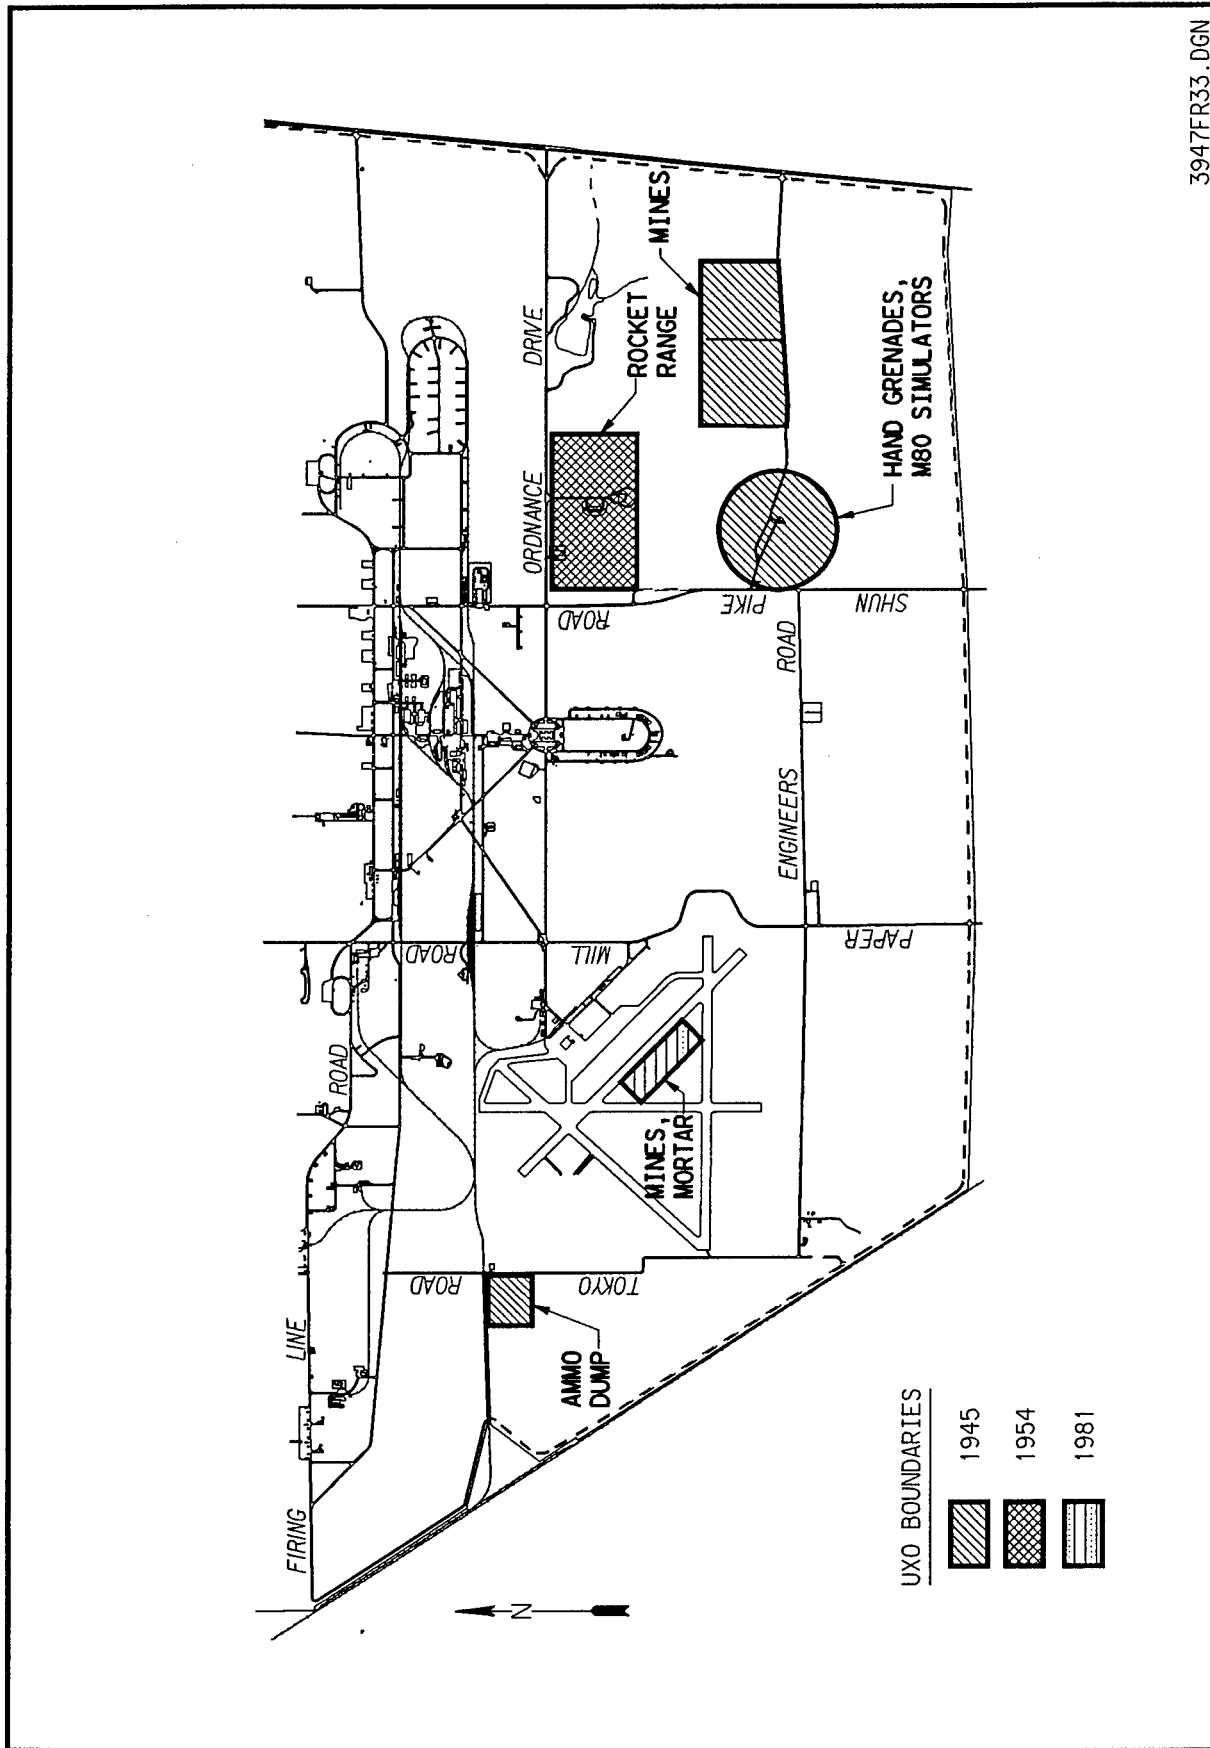 FIRING LINE ROAD
TOKYO ROAD
MILL ROAD
PAPER
ORDNANCE DRIVE
SHUN PIKE ROAD
ENGINEERS ROAD
AMMO
DUMP
MINES,
MORTAR
ROCKET
RANGE
MINES
HAND GRENADES,
M80 SIMULATORS
N
UXO BOUNDARIES
1945
1954
1981
3947FR33.DGN